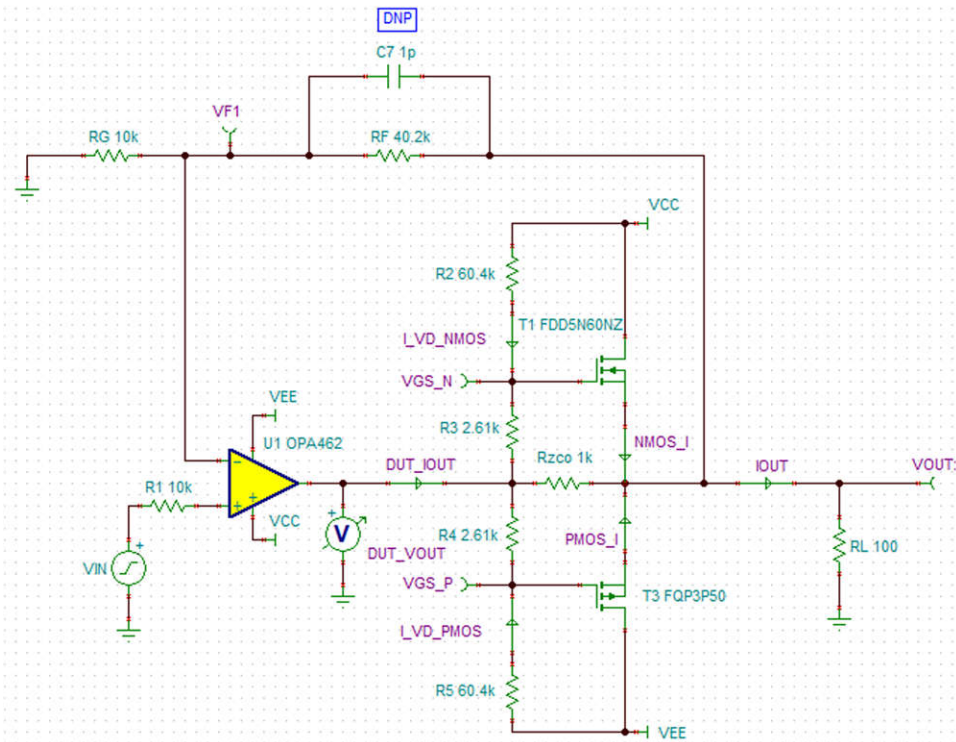 DNP
C7 1p
VF1
RG 10k
RF 40.2k
VCC
R2 60.4k
T1 FDD5N60NZ
I_VD_NMOS
VGS_N
VEE
R3 2.61k
U1 OPA462
NMOS_I
Rzco 1k
DUT_IOUT
IOUT
VOUT:
R1 10k
VCC
V
R4 2.61k
PMOS_I
RL 100
DUT_VOUT
VIN
VGS_P
T3 FQP3P50
I_VD_PMOS
R5 60.4k
VEE